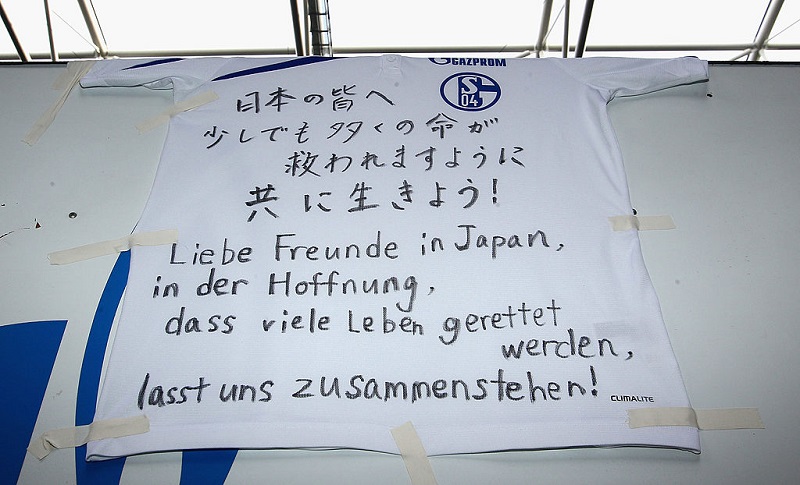 GAZPROM
S 04
日本の皆へ
少しでも多くの命が
救われますように
共に生きよう!
Liebe Freunde in Japan,
in der Hoffnung,
dass viele Leben gerettet
werden,
lasst uns zusammenstehen!
CLIMALITE